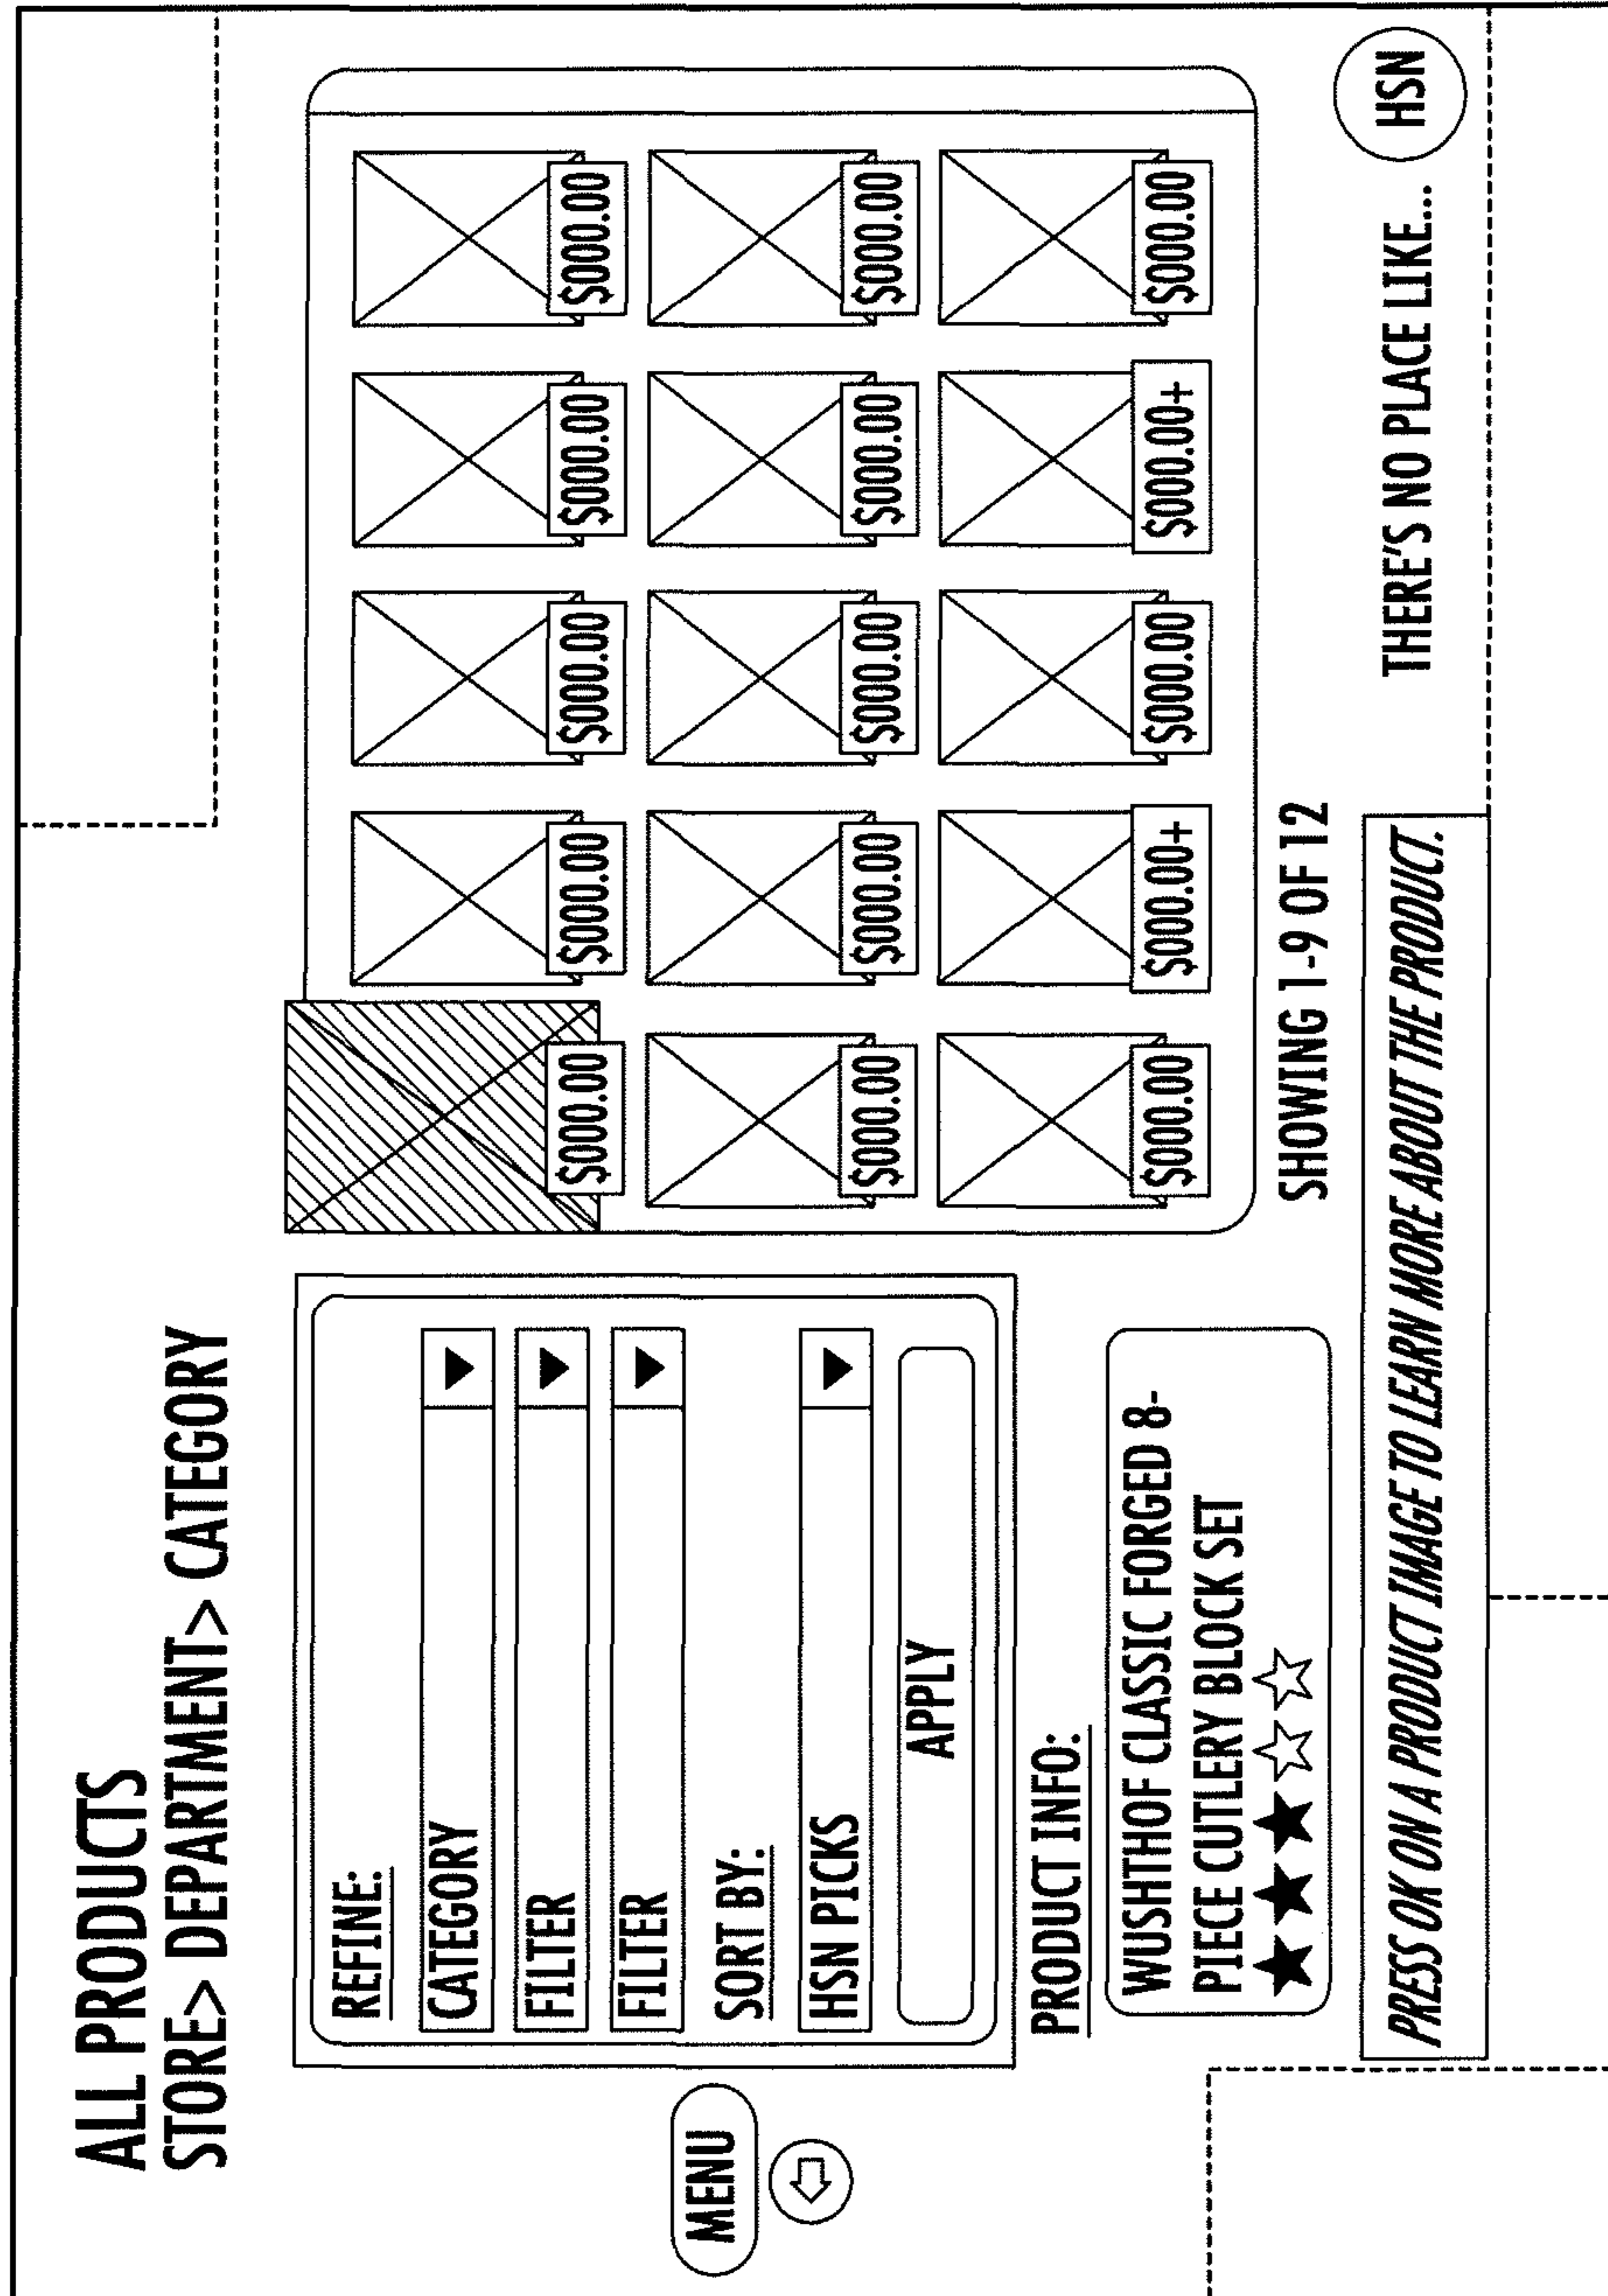 ALL PRODUCTS
STORE> DEPARTMENT> CATEGORY
MENU
REFINE:
CATEGORY
FILTER
FILTER
SORT BY:
HSN PICKS
APPLY
PRODUCT INFO:
WUSHTHOF CLASSIC FORGED 8-
PIECE CUTLERY BLOCK SET
$000.00 $000.00 $000.00 $000.00 $000.00
$000.00 $000.00 $000.00 $000.00 $000.00
$000.00 $000.00+ $000.00 $000.00+ $000.00
SHOWING 1-9 OF 12
PRESS OK ON A PRODUCT IMAGE TO LEARN MORE ABOUT THE PRODUCT.
THERE'S NO PLACE LIKE... HSN